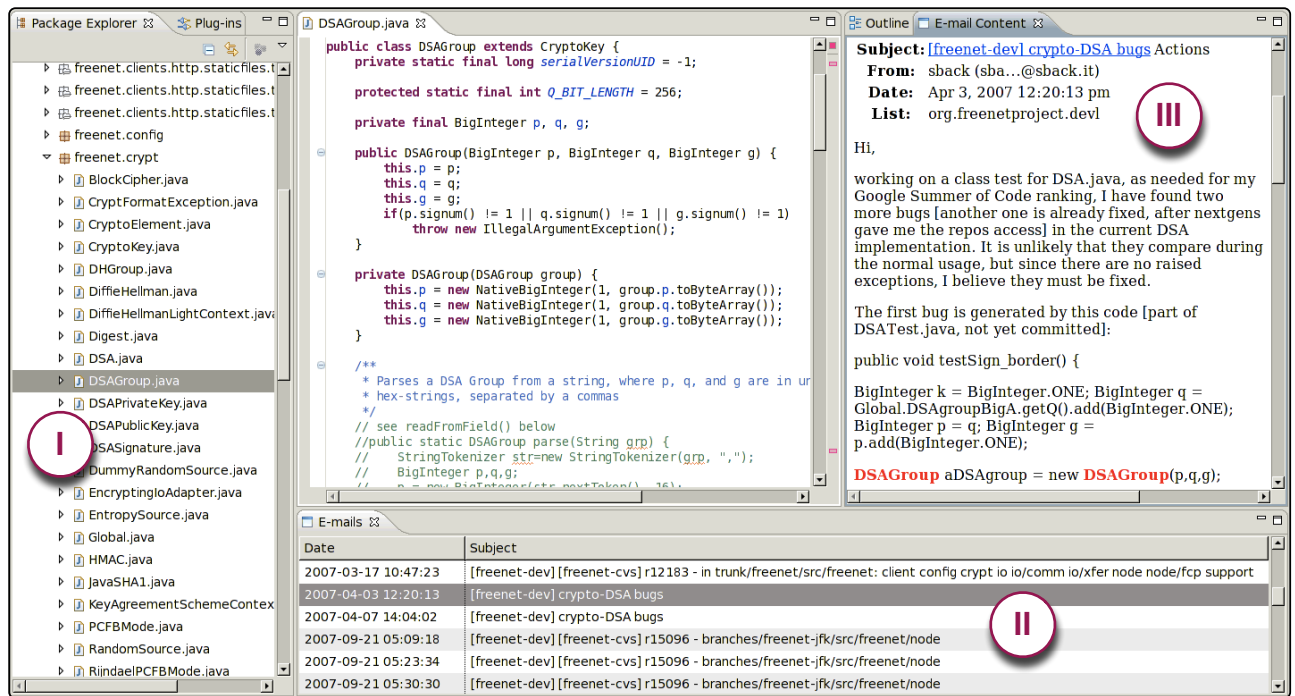 Package Explorer
Plug-ins
freenet.clients.http.staticfiles.t
freenet.clients.http.staticfiles.t
freenet.clients.http.staticfiles.t
freenet.config
freenet.crypt
BlockCipher.java
CryptFormatException.java
CryptoElement.java
CryptoKey.java
DHGroup.java
DiffieHellman.java
DiffieHellmanLightContext.java
Digest.java
DSA.java
DSAGroup.java
DSAPrivateKey.java
DSAPublicKey.java
DSASignature.java
DummyRandomSource.java
EncryptingIoAdapter.java
EntropySource.java
Global.java
HMAC.java
JavaSHA1.java
KeyAgreementSchemeContex
PCFBMode.java
RandomSource.java
RijndaelPCFBMode.java
I
DSAGroup.java
public class DSAGroup extends CryptoKey {
private static final long serialVersionUID = -1;
protected static final int Q_BIT_LENGTH = 256;
private final BigInteger p, q, g;
public DSAGroup(BigInteger p, BigInteger q, BigInteger g) {
this.p = p;
this.q = q;
this.g = g;
if(p.signum() != 1 || q.signum() != 1 || g.signum() != 1)
throw new IllegalArgumentException();
}
private DSAGroup(DSAGroup group) {
this.p = new NativeBigInteger(1, group.p.toByteArray());
this.q = new NativeBigInteger(1, group.q.toByteArray());
this.g = new NativeBigInteger(1, group.g.toByteArray());
}
/**
* Parses a DSA Group from a string, where p, q, and g are in un
* hex-strings, separated by a commas
*/
// see readFromField() below
//public static DSAGroup parse(String grp) {
// StringTokenizer str=new StringTokenizer(grp, ",");
// BigInteger p,q,g;
// p = new BigInteger(str.nextToken(), 16);
Outline
E-mail Content
Subject: [freenet-dev] crypto-DSA bugs Actions
From: sback (sba...@sback.it)
Date: Apr 3, 2007 12:20:13 pm
List: org.freenetproject.devl
III
Hi,
working on a class test for DSA.java, as needed for my
Google Summer of Code ranking, I have found two
more bugs [another one is already fixed, after nextgens
gave me the repos access] in the current DSA
implementation. It is unlikely that they compare during
the normal usage, but since there are no raised
exceptions, I believe they must be fixed.
The first bug is generated by this code [part of
DSATest.java, not yet committed]:
public void testSign_border() {
BigInteger k = BigInteger.ONE; BigInteger q =
Global.DSAgroupBigA.getQ().add(BigInteger.ONE);
BigInteger p = q; BigInteger g =
p.add(BigInteger.ONE);
DSAGroup aDSAgroup = new DSAGroup(p,q,g);
E-mails
Date Subject
2007-03-17 10:47:23 [freenet-dev] [freenet-cvs] r12183 - in trunk/freenet/src/freenet: client config crypt io io/comm io/xfer node node/fcp support
2007-04-03 12:20:13 [freenet-dev] crypto-DSA bugs
2007-04-07 14:04:02 [freenet-dev] crypto-DSA bugs
2007-09-21 05:09:18 [freenet-dev] [freenet-cvs] r15096 - branches/freenet-jfk/src/freenet/node
2007-09-21 05:23:34 [freenet-dev] [freenet-cvs] r15096 - branches/freenet-jfk/src/freenet/node
2007-09-21 05:30:30 [freenet-dev] [freenet-cvs] r15096 - branches/freenet-jfk/src/freenet/node
II